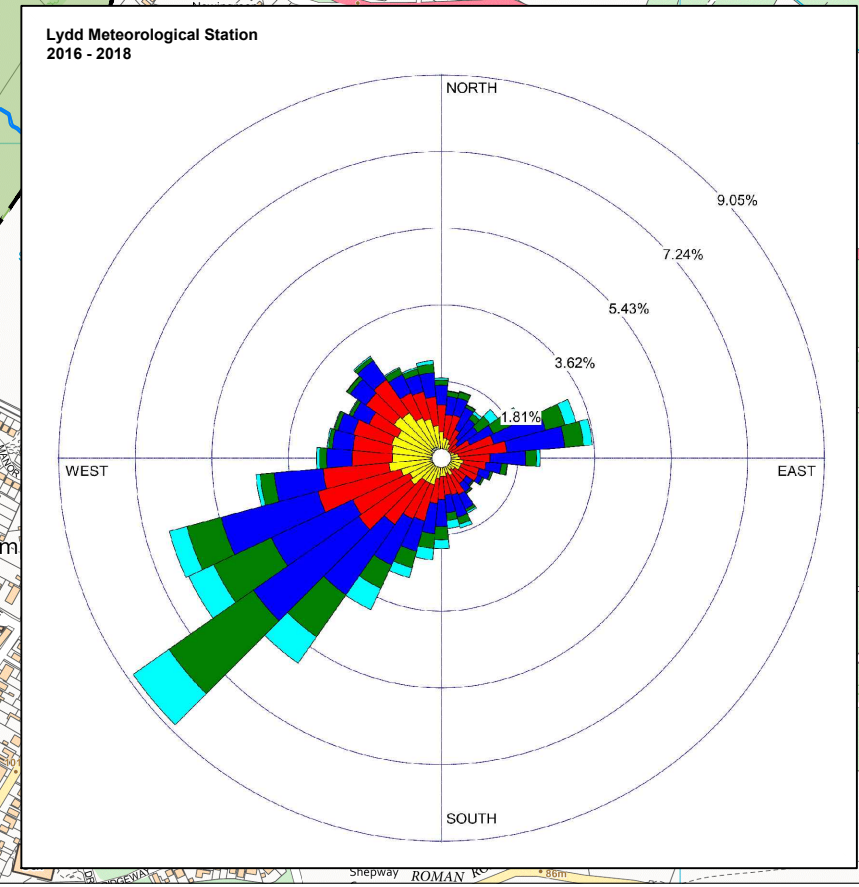 Lydd Meteorological Station
2016 - 2018
NORTH
9.05%
7.24%
5.43%
3.62%
1.81%
WEST
EAST
SOUTH
MANOR
Shepway
ROMAN
86m